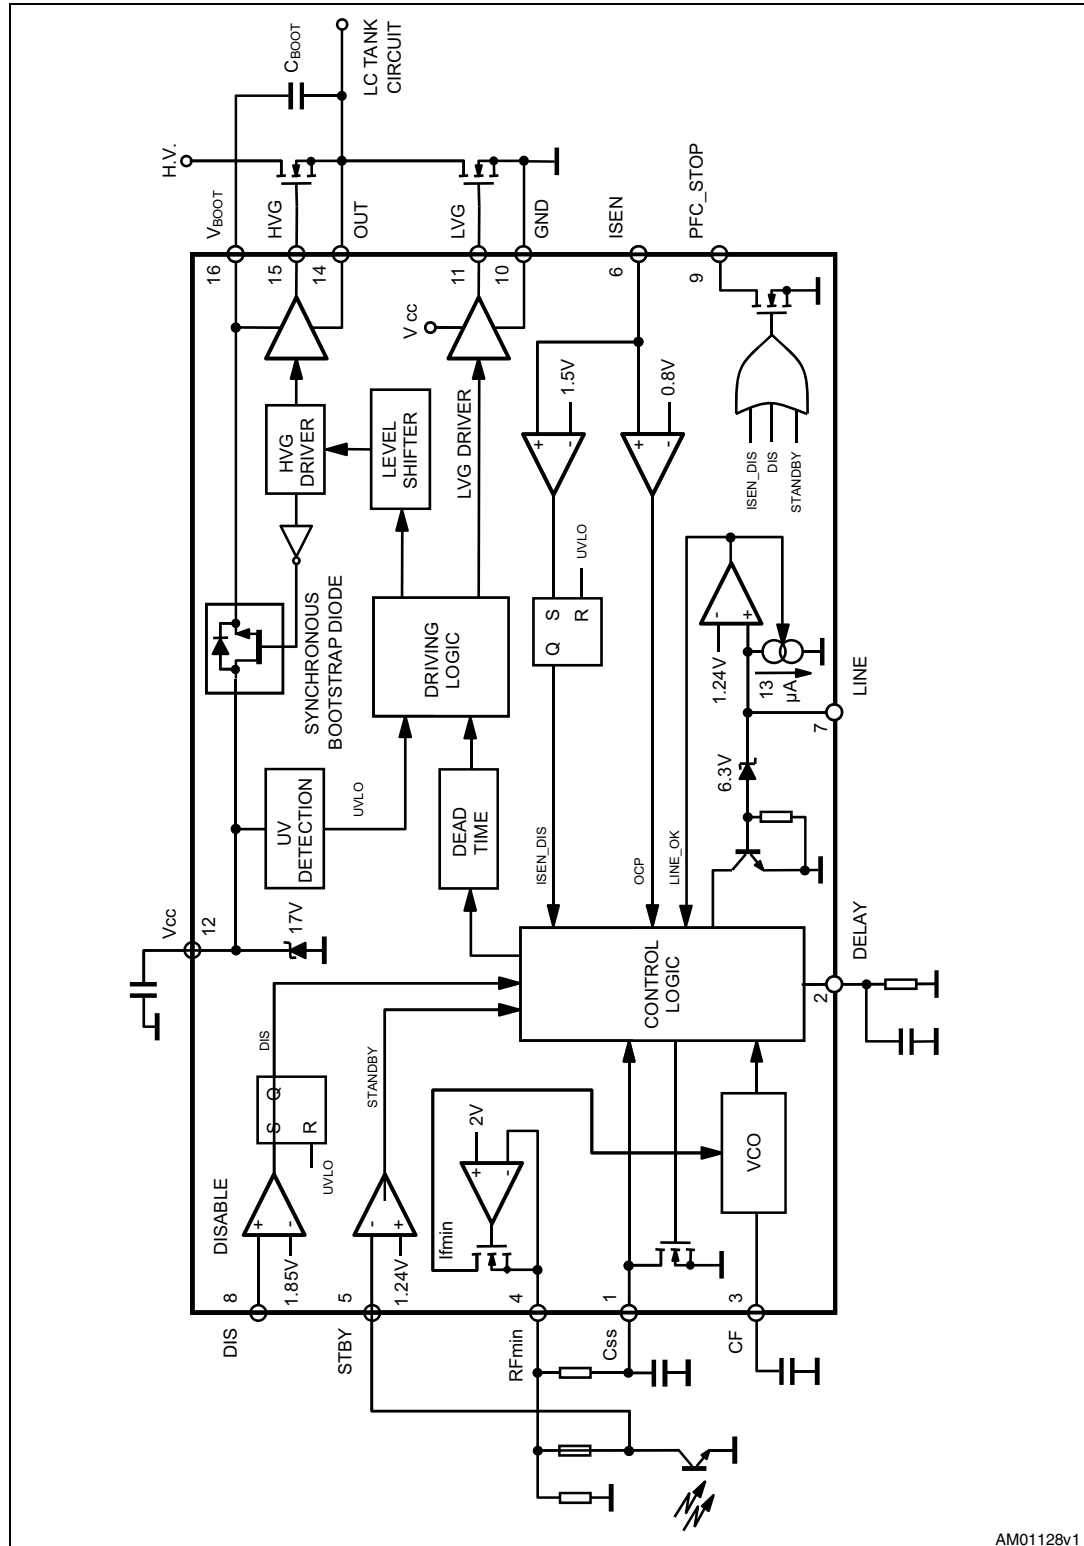 H.V.
CBOOT
LC TANK
CIRCUIT
VBOOT
HVG
OUT
LVG
GND
ISEN
PFC_STOP
16
15
14
11
10
6
9
V cc
1.5V
0.8V
ISEN_DIS
DIS
STANDBY
HVG
DRIVER
LEVEL
SHIFTER
LVG DRIVER
+
-
+
-
SYNCHRONOUS
BOOTSTRAP DIODE
DRIVING
LOGIC
S
Q
R
UVLO
-
+
1.24V
13
µA
LINE
7
6.3V
UV
DETECTION
UVLO
DEAD
TIME
ISEN_DIS
OCP
LINE_OK
Vcc
12
17V
CONTROL
LOGIC
DELAY
2
DIS
STANDBY
S
Q
R
UVLO
DISABLE
+
-
1.85V
-
+
1.24V
2V
+
-
Ifmin
VCO
8
5
4
1
3
DIS
STBY
RFmin
Css
CF
AM01128v1